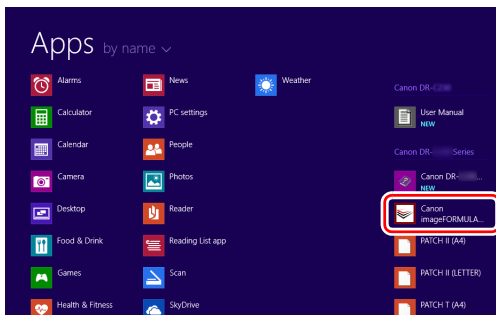 Apps by name
Alarms
Calculator
Calendar
Camera
Desktop
Food & Drink
Games
Health & Fitness
News
PC settings
People
Photos
Reader
Reading List app
Scan
SkyDrive
Weather
Canon DR-
User Manual
NEW
Canon DR- Series
Canon DR- ...
NEW
Canon
imageFORMULA...
PATCH II (A4)
PATCH II (LETTER)
PATCH T (A4)